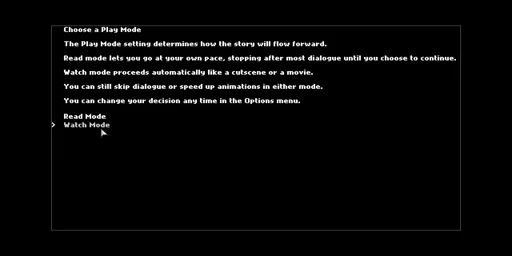 Choose a Play Mode
The Play Mode setting determines how the story will flow forward.
Read mode lets you go at your own pace, stopping after most dialogue until you choose to continue.
Watch mode proceeds automatically like a cutscene or a movie.
You can still skip dialogue or speed up animations in either mode.
You can change your decision any time in the Options menu.
Read Mode
> Watch Mode